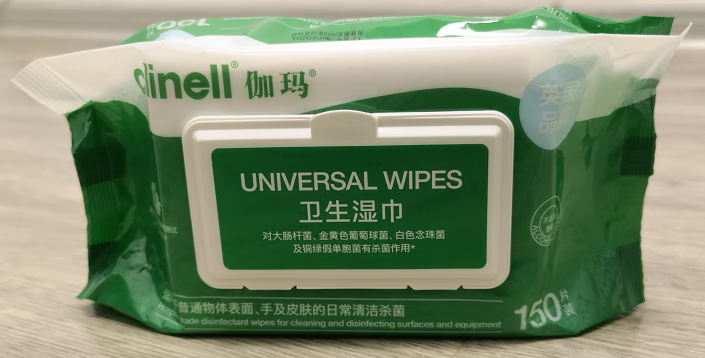 OOL
dinell® 伽玛®
英国
品牌
UNIVERSAL WIPES
卫生湿巾
对大肠杆菌、金黄色葡萄球菌、白色念珠菌
及铜绿假单胞菌有杀菌作用*
普通物体表面、手及皮肤的日常清洁杀菌
disinfectant wipes for cleaning and disinfecting surfaces and equipment
150片装